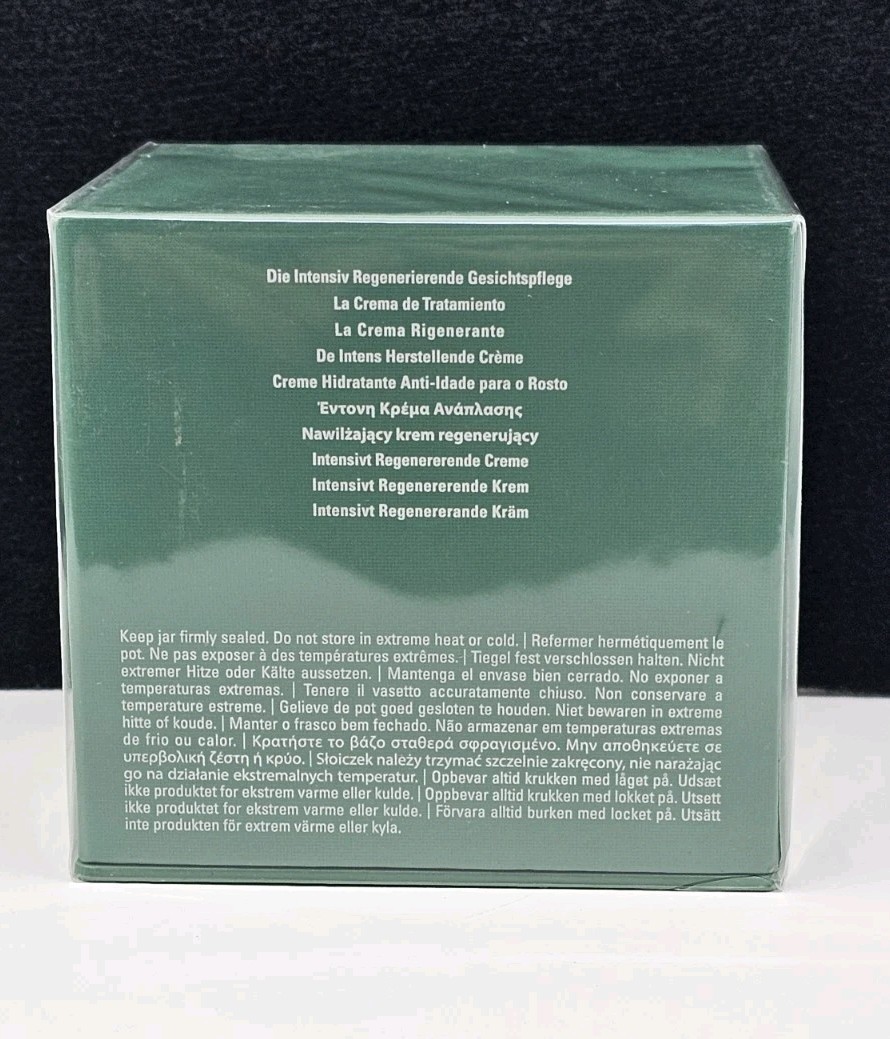 Die Intensiv Regenerierende Gesichtspflege
La Crema de Tratamiento
La Crema Rigenerante
De Intens Herstellende Crème
Creme Hidratante Anti-Idade para o Rosto
Έντονη Κρέμα Ανάπλασης
Nawilżający krem regenerujący
Intensivt Regenererende Creme
Intensivt Regenererende Krem
Intensivt Regenererande Kräm
Keep jar firmly sealed. Do not store in extreme heat or cold. | Refermer hermétiquement le
pot. Ne pas exposer à des températures extrêmes. | Tiegel fest verschlossen halten. Nicht
extremer Hitze oder Kälte aussetzen. | Mantenga el envase bien cerrado. No exponer a
temperaturas extremas. | Tenere il vasetto accuratamente chiuso. Non conservare a
temperature estreme. | Gelieve de pot goed gesloten te houden. Niet bewaren in extreme
hitte of koude. | Manter o frasco bem fechado. Não armazenar em temperaturas extremas
de frio ou calor. | Κρατήστε το βάζο σταθερά σφραγισμένο. Μην αποθηκεύετε σε
υπερβολική ζέστη ή κρύο. | Słoiczek należy trzymać szczelnie zakręcony, nie narażając
go na działanie ekstremalnych temperatur. | Opbevar altid krukken med låget på. Udsæt
ikke produktet for ekstrem varme eller kulde. | Oppbevar alltid krukken med lokket på. Utsett
ikke produktet for ekstrem varme eller kulde. | Förvara alltid burken med locket på. Utsätt
inte produkten för extrem värme eller kyla.